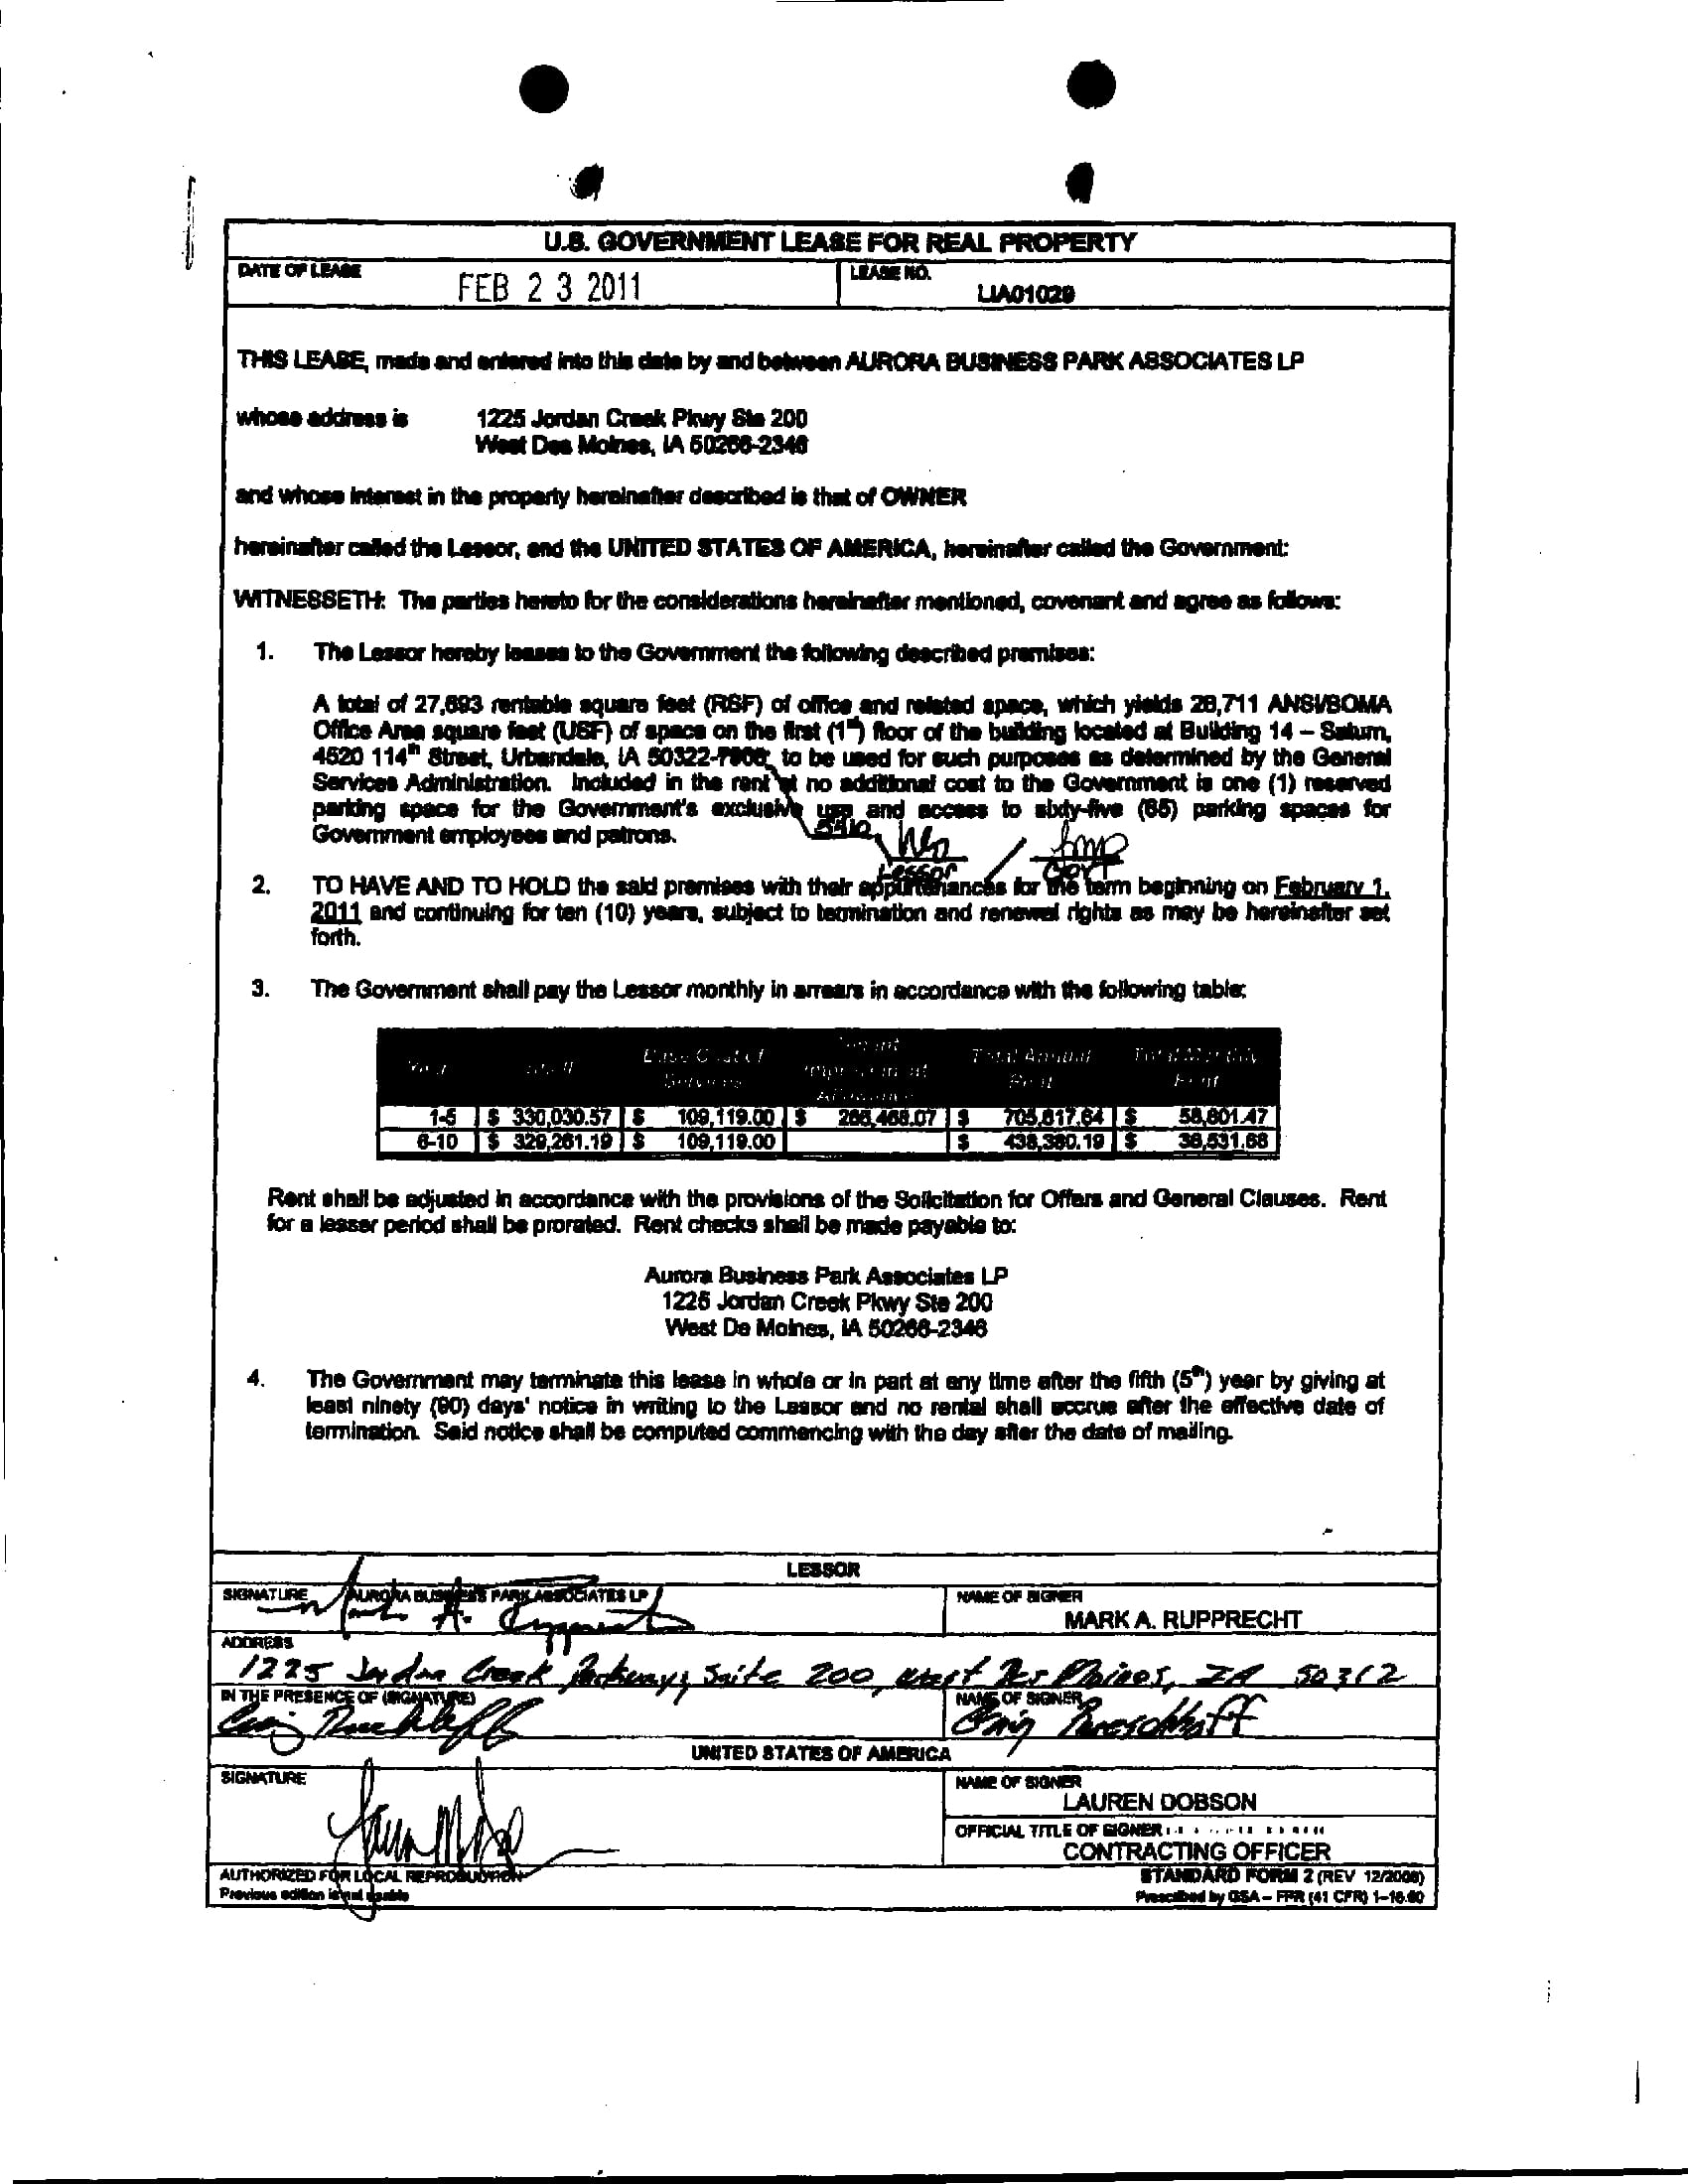 U.S. GOVERNMENT LEASE FOR REAL PROPERTY
DATE OF LEASE
FEB 23 2011
LEASE NO.
LIA01029
THIS LEASE, made and entered into this date by and between AURORA BUSINESS PARK ASSOCIATES LP
whose address is
1225 Jordan Creek Pkwy Ste 200
West Des Moines, IA 50266-2346
and whose interest in the property hereinafter described is that of OWNER
hereinafter called the Lessor, and the UNITED STATES OF AMERICA, hereinafter called the Government:
WITNESSETH: The parties hereto for the considerations hereinafter mentioned, covenant and agree as follows:
1. The Lessor hereby leases to the Government the following described premises:
A total of 27,693 rentable square feet (RSF) of office and related space, which yields 26,711 ANSI/BOMA
Office Area square feet (USF) of space on the first (1st) floor of the building located at Building 14 – Saturn,
4520 114th Street, Urbandale, IA 50322- to be used for such purposes as determined by the General
Services Administration. Included in the rent at no additional cost to the Government is one (1) reserved
parking space for the Government's exclusive use and access to sixty-five (65) parking spaces for
Government employees and patrons.
5410
Lessor / Gov't
2. TO HAVE AND TO HOLD the said premises with their appurtenances for the term beginning on February 1,
2011 and continuing for ten (10) years, subject to termination and renewal rights as may be hereinafter set
forth.
3. The Government shall pay the Lessor monthly in arrears in accordance with the following table:
Year Shell Base Cost of Services Tenant Improvement Allowance Total Annual Rent Total Monthly Rent
1-5 $ 330,030.57 $ 109,119.00 $ 266,468.07 $ 705,617.64 $ 58,801.47
6-10 $ 329,261.19 $ 109,119.00 $ 438,380.19 $ 36,531.68
Rent shall be adjusted in accordance with the provisions of the Solicitation for Offers and General Clauses. Rent
for a lesser period shall be prorated. Rent checks shall be made payable to:
Aurora Business Park Associates LP
1225 Jordan Creek Pkwy Ste 200
West De Moines, IA 50266-2346
4. The Government may terminate this lease in whole or in part at any time after the fifth (5th) year by giving at
least ninety (90) days' notice in writing to the Lessor and no rental shall accrue after the effective date of
termination. Said notice shall be computed commencing with the day after the date of mailing.
LESSOR
SIGNATURE AURORA BUSINESS PARK ASSOCIATES LP
Mark A. Rupprecht
NAME OF SIGNER
MARK A. RUPPRECHT
ADDRESS
1225 Jordan Creek Parkway, Suite 200, West Des Moines, IA 50312
IN THE PRESENCE OF (SIGNATURE)
NAME OF SIGNER
Craig
UNITED STATES OF AMERICA
SIGNATURE
NAME OF SIGNER
LAUREN DOBSON
OFFICIAL TITLE OF SIGNER
CONTRACTING OFFICER
AUTHORIZED FOR LOCAL REPRODUCTION
Previous edition is not usable
STANDARD FORM 2 (REV 12/2006)
Prescribed by GSA – FPR (41 CFR) 1–16.60